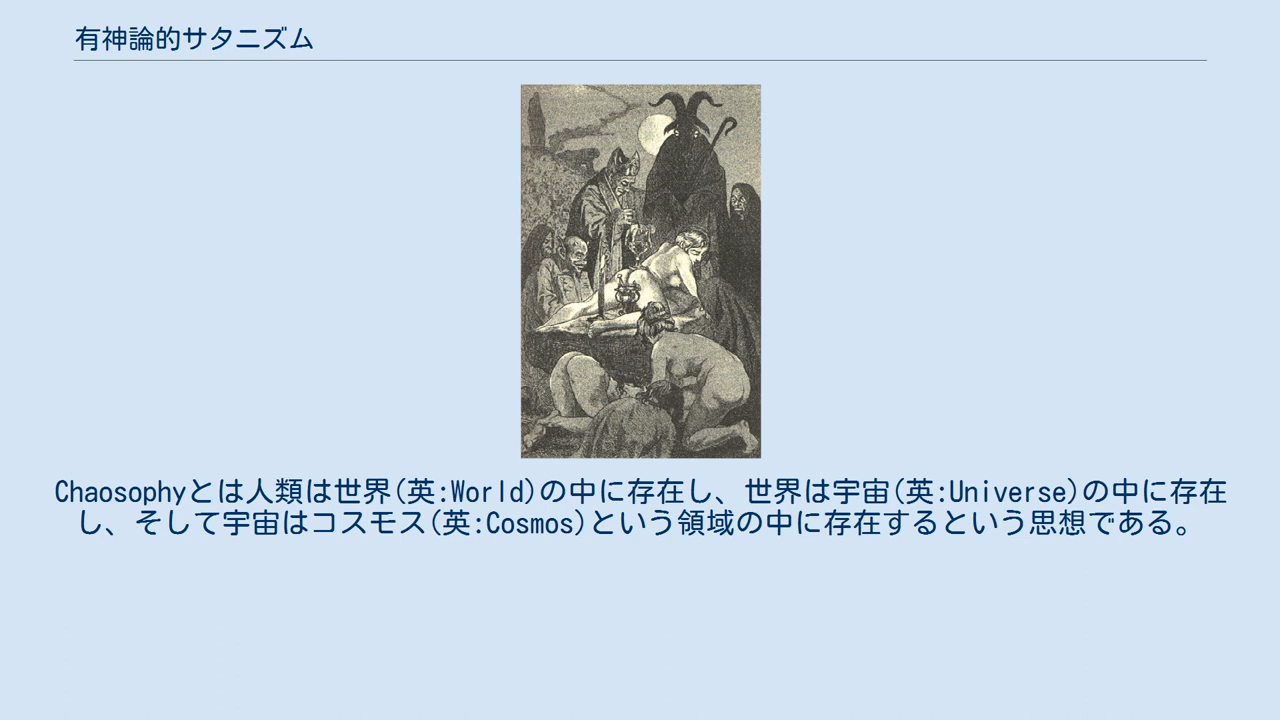 有神論的サタニズム
Chaosophyとは人類は世界(英:World)の中に存在し、世界は宇宙(英:Universe)の中に存在
し、そして宇宙はコスモス(英:Cosmos)という領域の中に存在するという思想である。